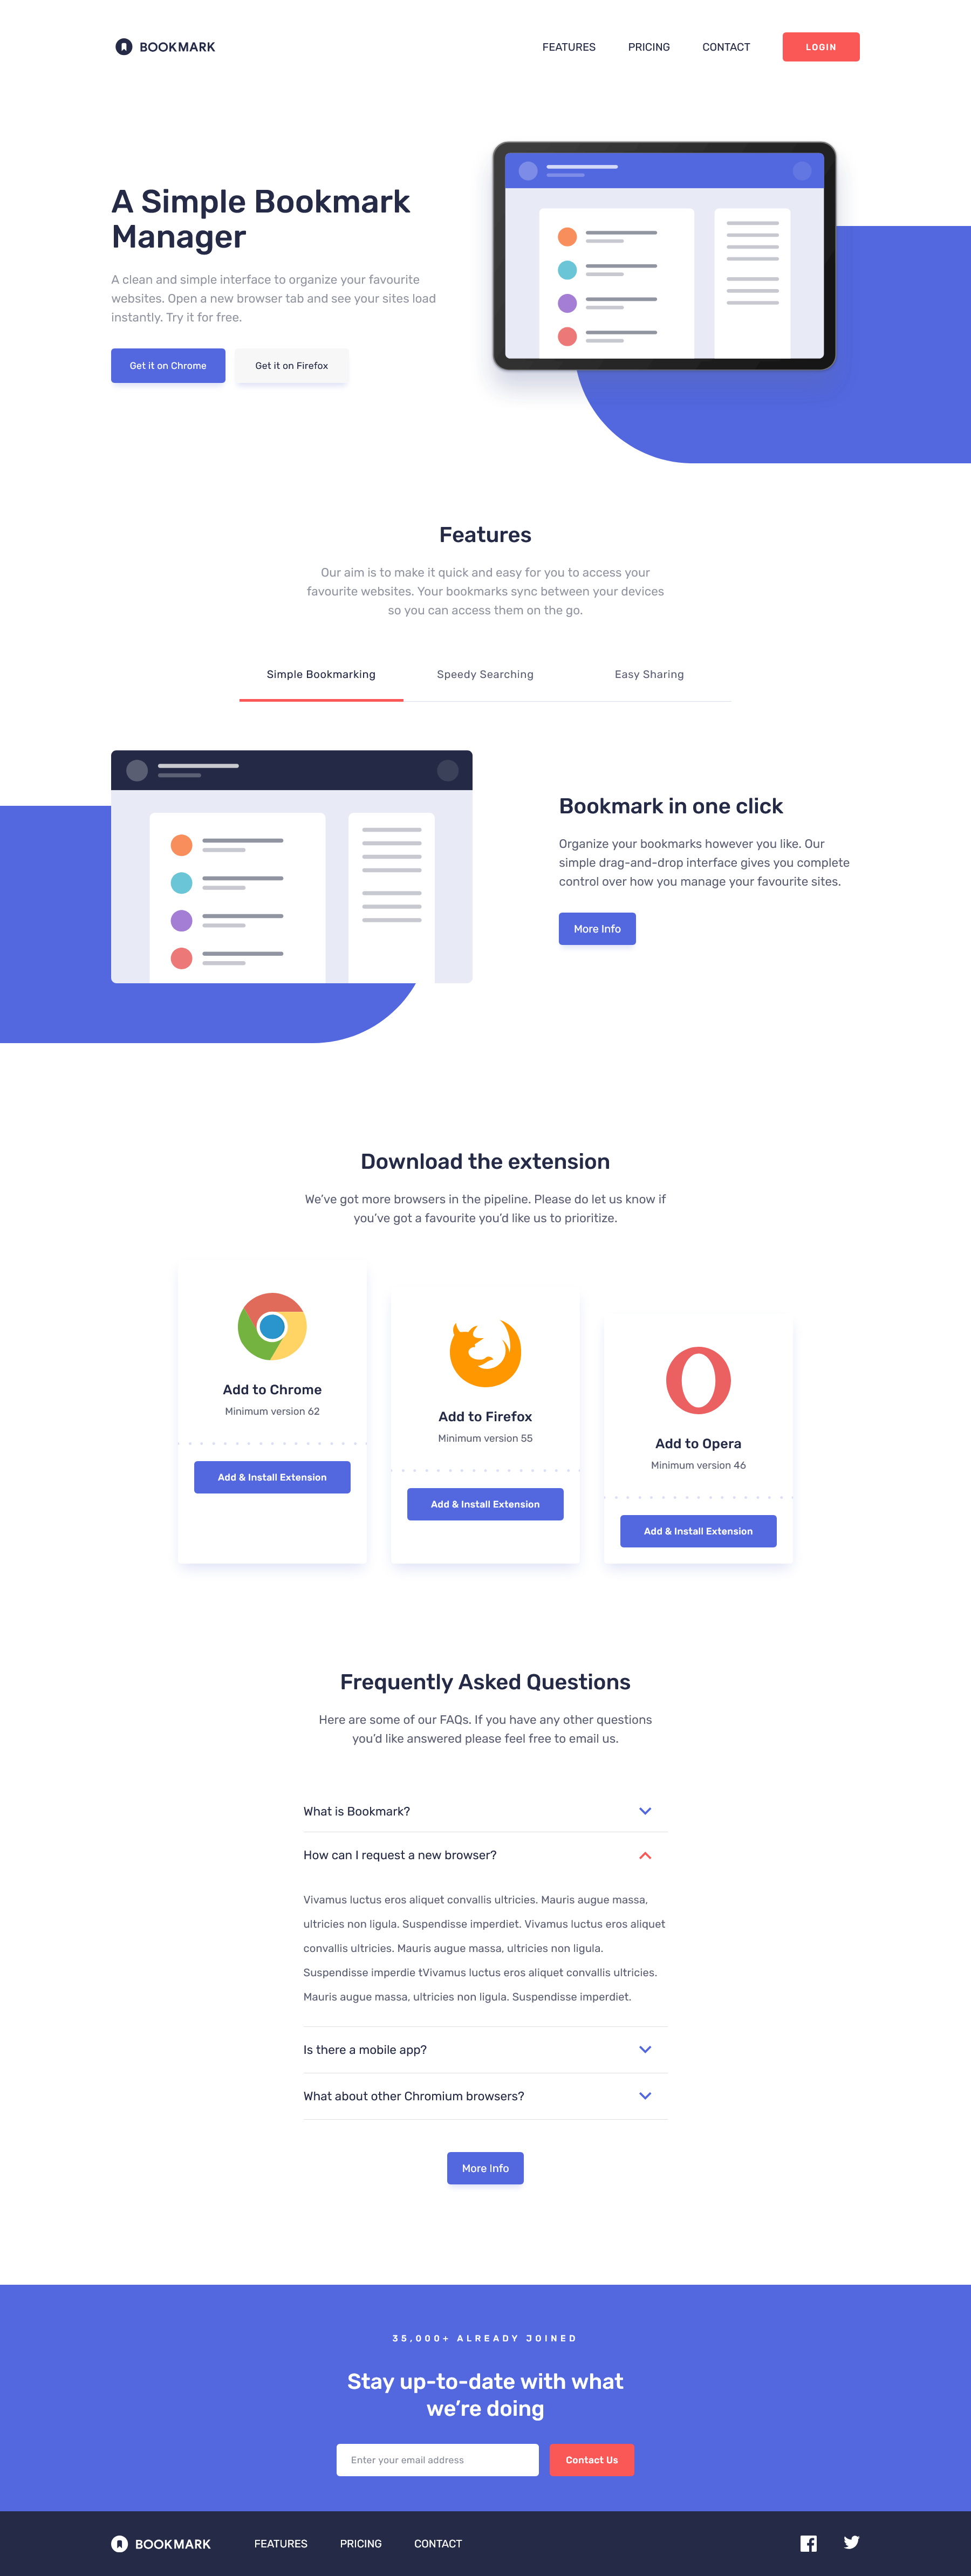 BOOKMARK
FEATURES PRICING CONTACT LOGIN
A Simple Bookmark
Manager
A clean and simple interface to organize your favourite
websites. Open a new browser tab and see your sites load
instantly. Try it for free.
Get it on Chrome Get it on Firefox
Features
Our aim is to make it quick and easy for you to access your
favourite websites. Your bookmarks sync between your devices
so you can access them on the go.
Simple Bookmarking Speedy Searching Easy Sharing
Bookmark in one click
Organize your bookmarks however you like. Our
simple drag-and-drop interface gives you complete
control over how you manage your favourite sites.
More Info
Download the extension
We’ve got more browsers in the pipeline. Please do let us know if
you’ve got a favourite you’d like us to prioritize.
Add to Chrome
Minimum version 62
Add & Install Extension
Add to Firefox
Minimum version 55
Add & Install Extension
Add to Opera
Minimum version 46
Add & Install Extension
Frequently Asked Questions
Here are some of our FAQs. If you have any other questions
you’d like answered please feel free to email us.
What is Bookmark?
How can I request a new browser?
Vivamus luctus eros aliquet convallis ultricies. Mauris augue massa,
ultricies non ligula. Suspendisse imperdiet. Vivamus luctus eros aliquet
convallis ultricies. Mauris augue massa, ultricies non ligula.
Suspendisse imperdie tVivamus luctus eros aliquet convallis ultricies.
Mauris augue massa, ultricies non ligula. Suspendisse imperdiet.
Is there a mobile app?
What about other Chromium browsers?
More Info
35,000+ ALREADY JOINED
Stay up-to-date with what
we’re doing
Enter your email address Contact Us
BOOKMARK FEATURES PRICING CONTACT